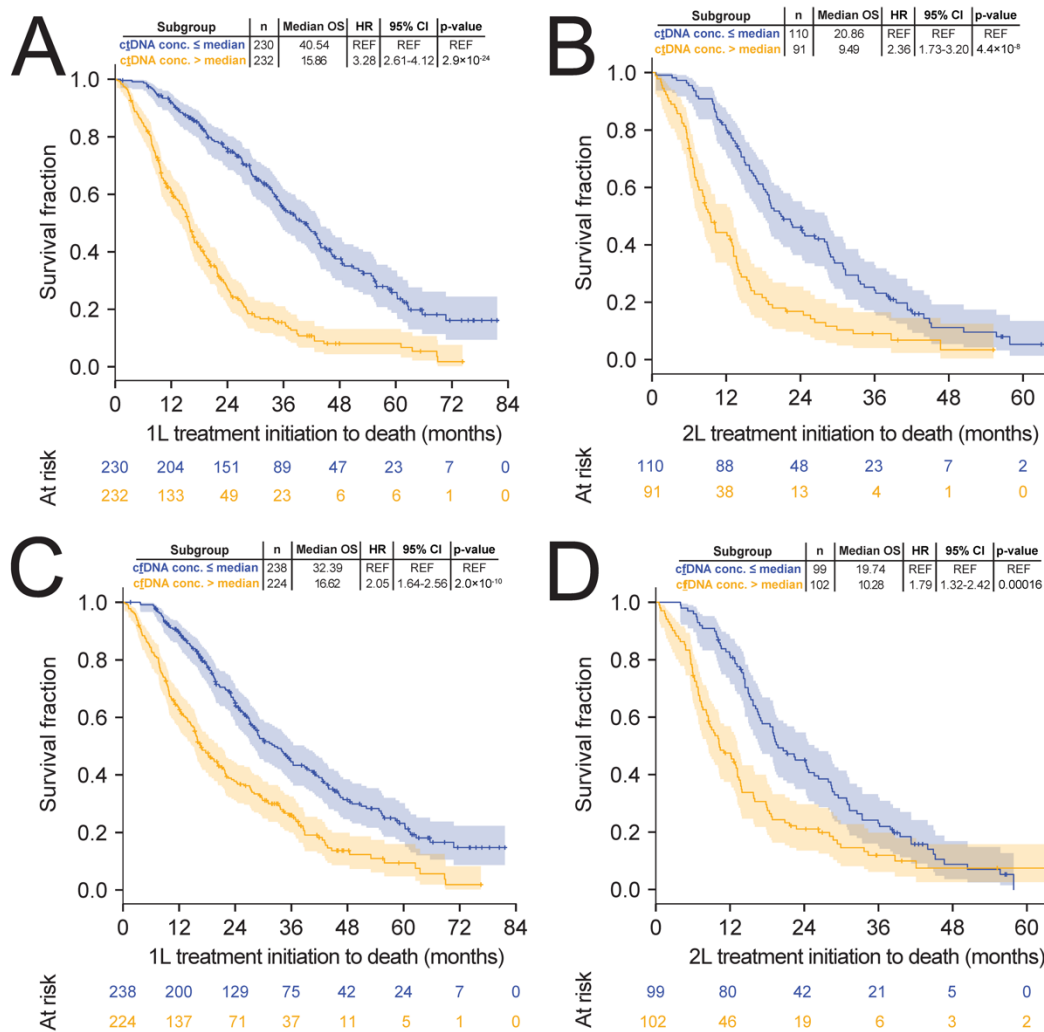 A
Subgroup n Median OS HR 95% CI p-value
ctDNA conc. ≤ median 230 40.54 REF REF REF
ctDNA conc. > median 232 15.86 3.28 2.61-4.12 2.9×10⁻²⁴
Survival fraction
1.0
0.8
0.6
0.4
0.2
0.0
0 12 24 36 48 60 72 84
1L treatment initiation to death (months)
At risk
230 204 151 89 47 23 7 0
232 133 49 23 6 6 1 0
B
Subgroup n Median OS HR 95% CI p-value
ctDNA conc. ≤ median 110 20.86 REF REF REF
ctDNA conc. > median 91 9.49 2.36 1.73-3.20 4.4×10⁻⁸
Survival fraction
1.0
0.8
0.6
0.4
0.2
0.0
0 12 24 36 48 60
2L treatment initiation to death (months)
At risk
110 88 48 23 7 2
91 38 13 4 1 0
C
Subgroup n Median OS HR 95% CI p-value
cfDNA conc. ≤ median 238 32.39 REF REF REF
cfDNA conc. > median 224 16.62 2.05 1.64-2.56 2.0×10⁻¹⁰
Survival fraction
1.0
0.8
0.6
0.4
0.2
0.0
0 12 24 36 48 60 72 84
1L treatment initiation to death (months)
At risk
238 200 129 75 42 24 7 0
224 137 71 37 11 5 1 0
D
Subgroup n Median OS HR 95% CI p-value
cfDNA conc. ≤ median 99 19.74 REF REF REF
cfDNA conc. > median 102 10.28 1.79 1.32-2.42 0.00016
Survival fraction
1.0
0.8
0.6
0.4
0.2
0.0
0 12 24 36 48 60
2L treatment initiation to death (months)
At risk
99 80 42 21 5 0
102 46 19 6 3 2